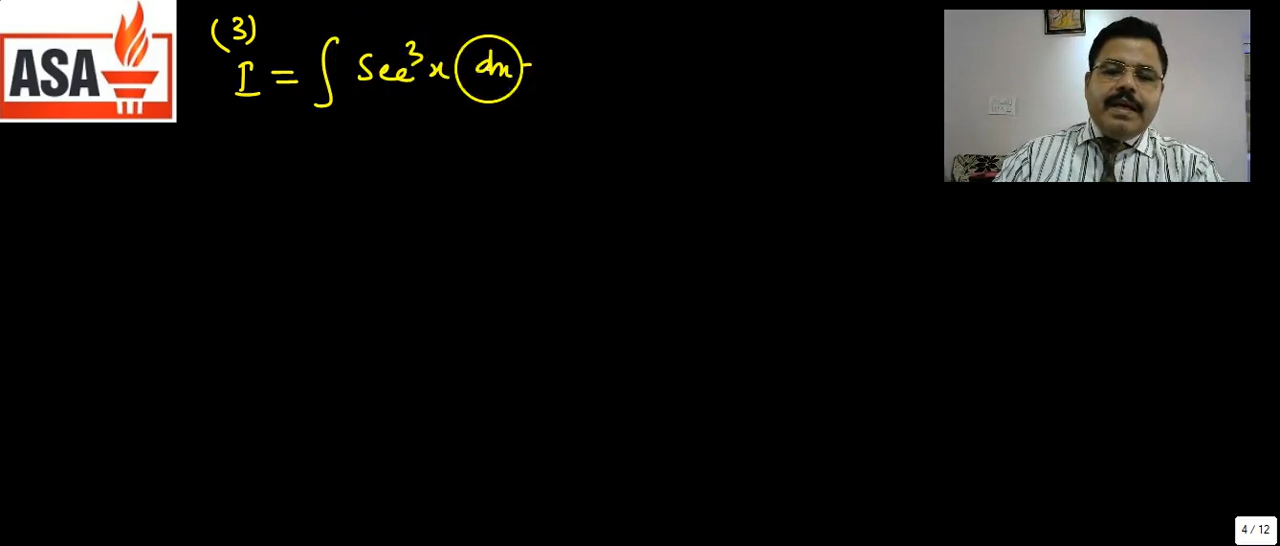 ASA
(3)
I = ∫ sec³x dx
4 / 12